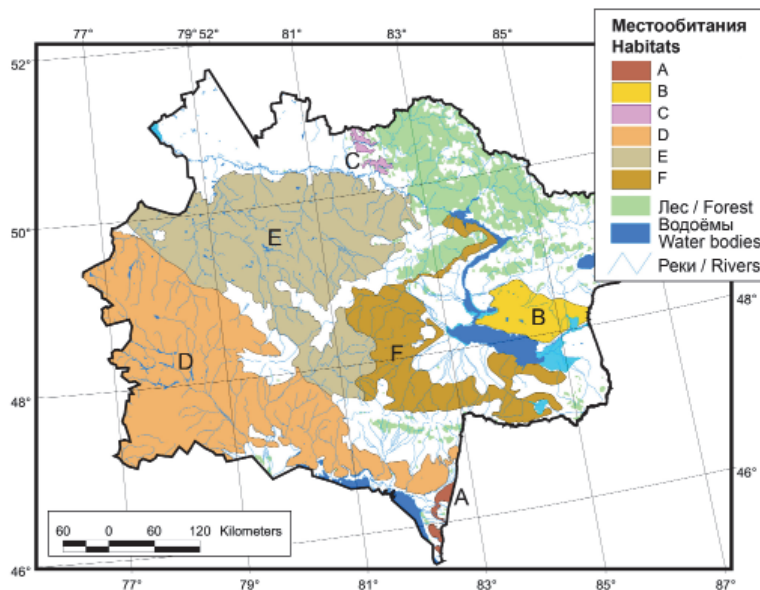 77° 79° 52' 81° 83° 85°
52°
50°
48°
46°
Местообитания
Habitats
A
B
C
D
E
F
Лес / Forest
Водоёмы
Water bodies
Реки / Rivers
48°
46°
C
E
B
D
F
A
60 0 60 120 Kilometers
77° 79° 81° 83° 85° 87°